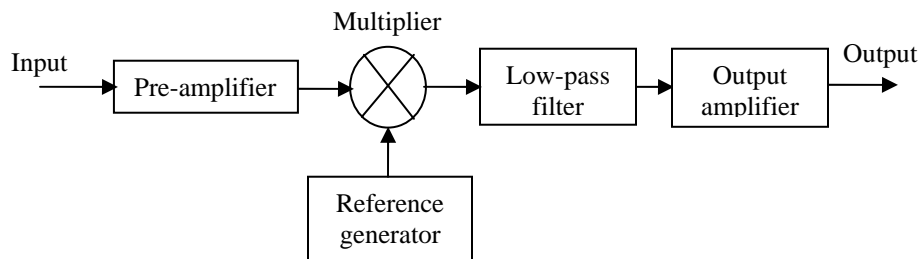 Multiplier
Input
Pre-amplifier
Low-pass
filter
Output
amplifier
Output
Reference
generator